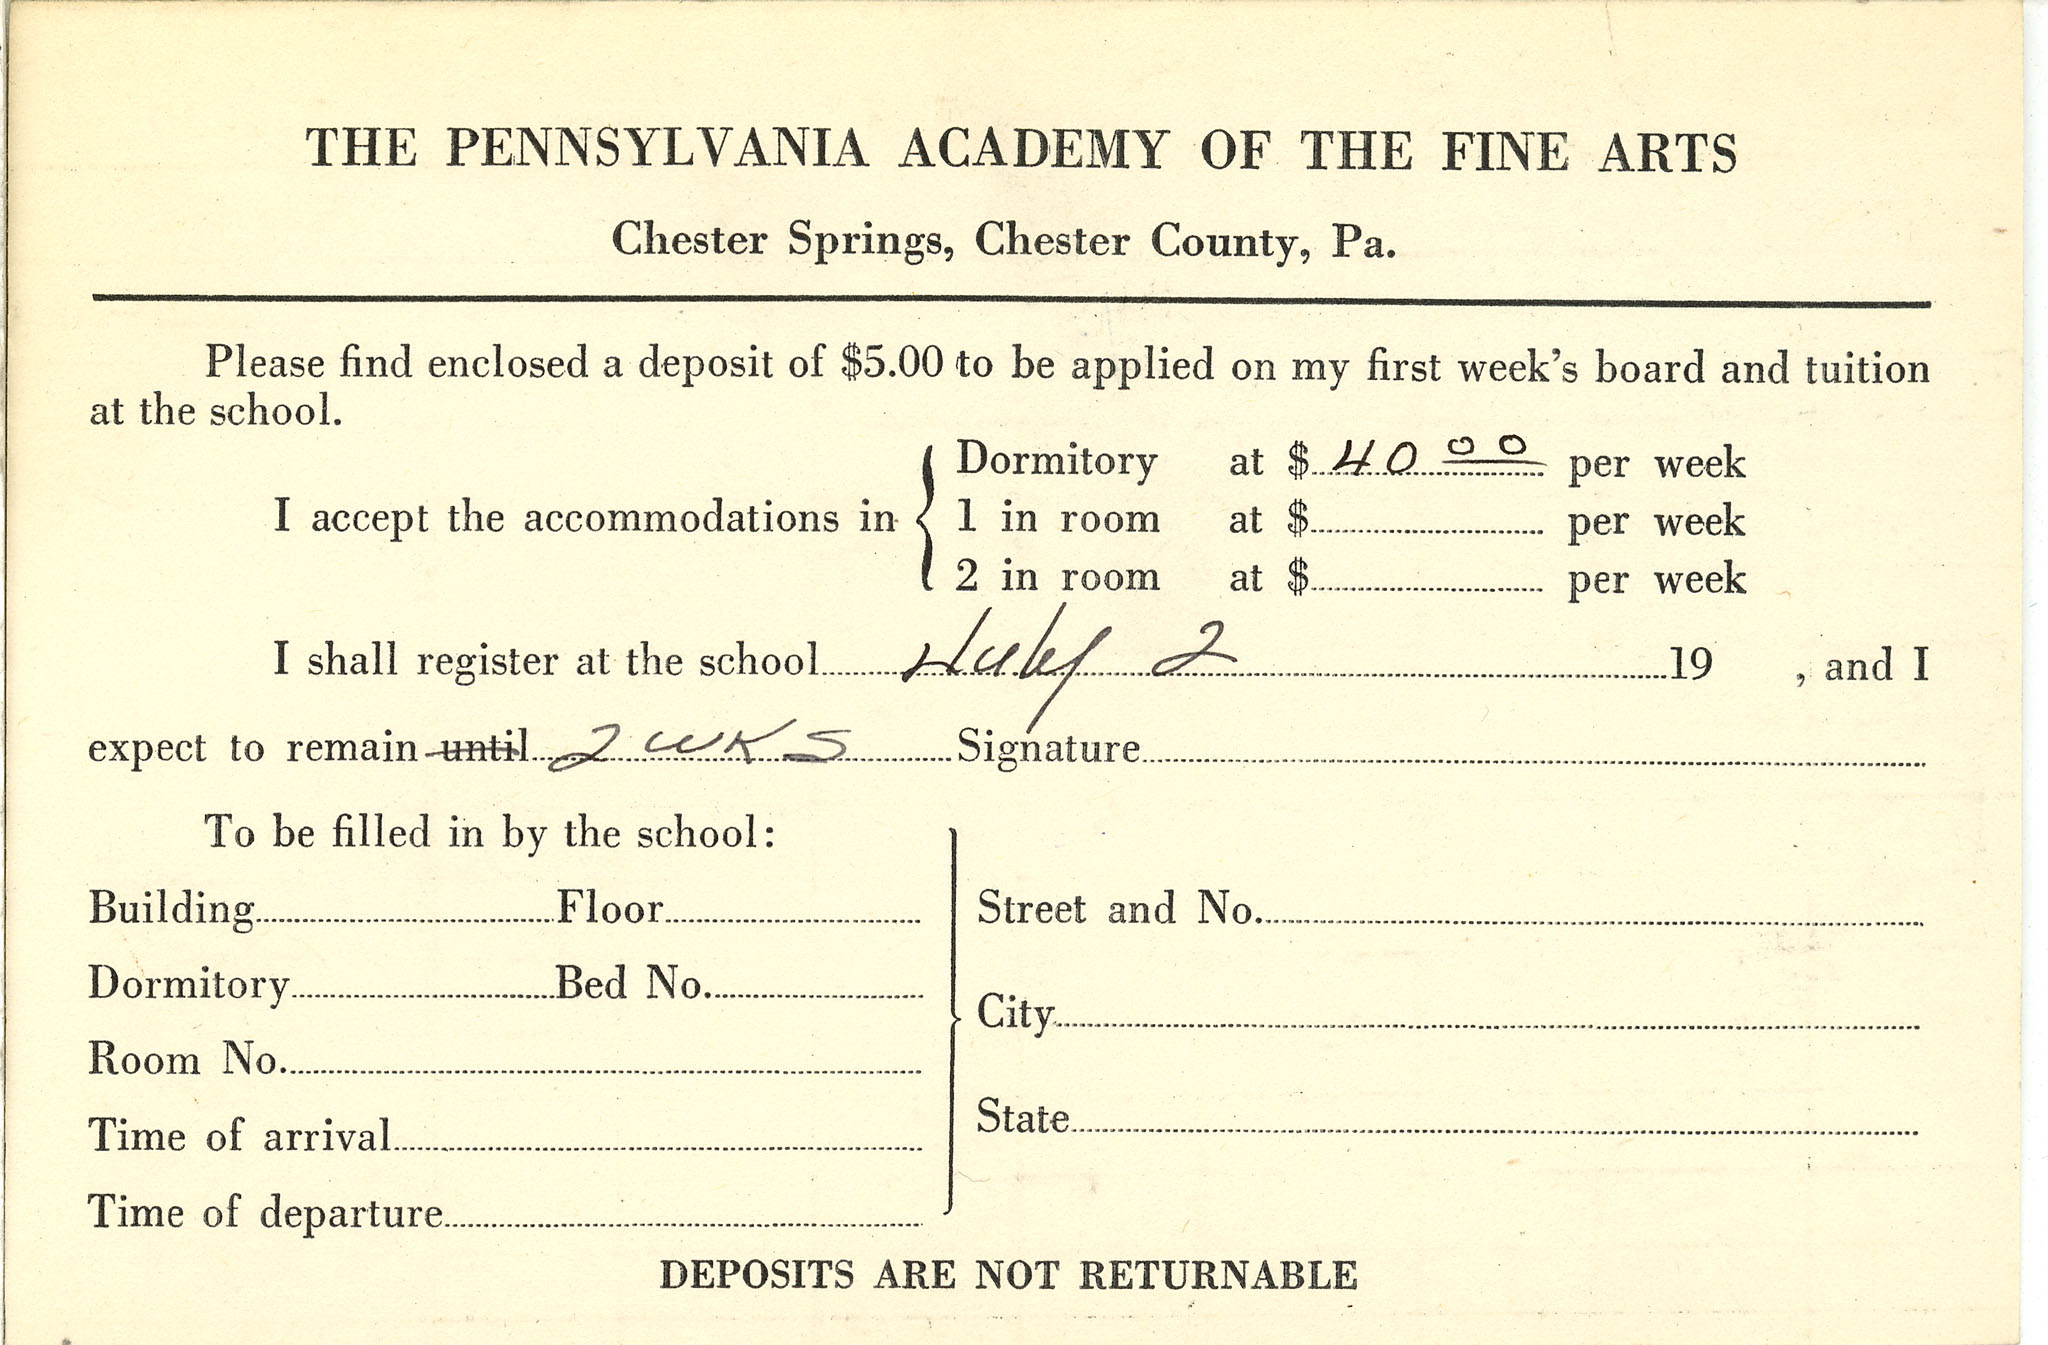 THE PENNSYLVANIA ACADEMY OF THE FINE ARTS
Chester Springs, Chester County, Pa.
Please find enclosed a deposit of $5.00 to be applied on my first week's board and tuition
at the school.
Dormitory at $ 40 00 per week
I accept the accommodations in 1 in room at $ per week
2 in room at $ per week
I shall register at the school July 2 19 , and I
expect to remain until 2 WKS Signature
To be filled in by the school:
Building Floor Street and No.
Dormitory Bed No.
City
Room No.
State
Time of arrival
Time of departure
DEPOSITS ARE NOT RETURNABLE